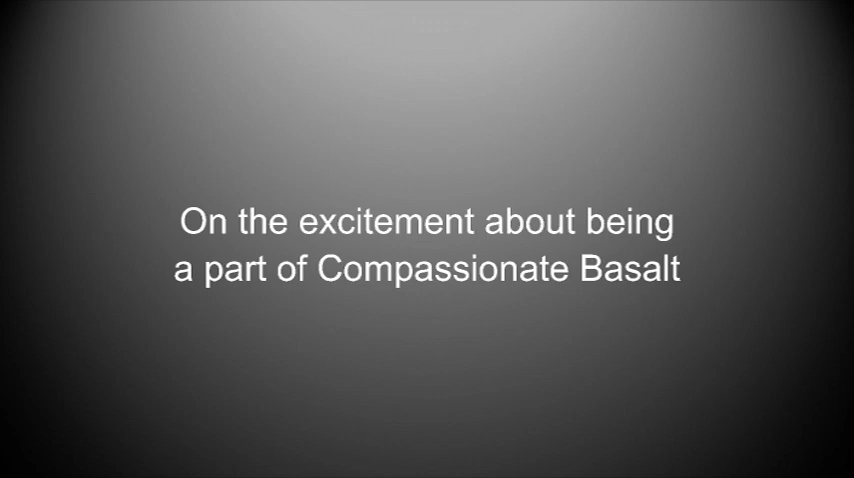 On the excitement about being
a part of Compassionate Basalt